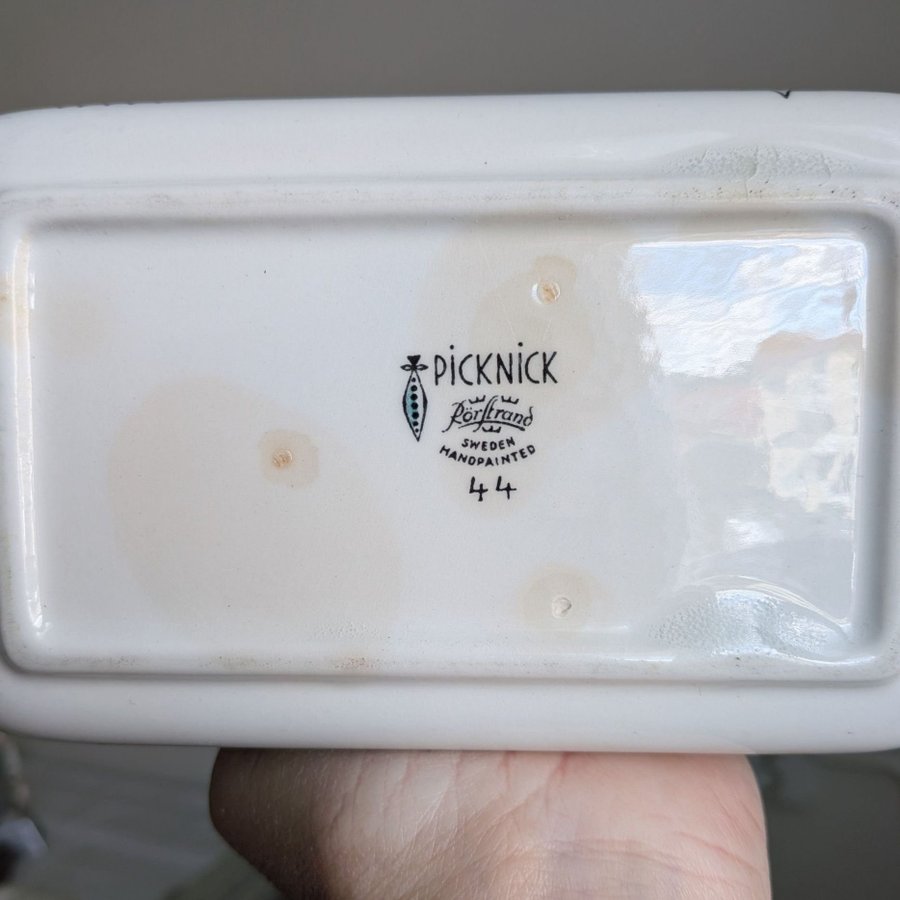 PiCKNiCK
Rörstrand
SWEDEN
HANDPAINTED
44